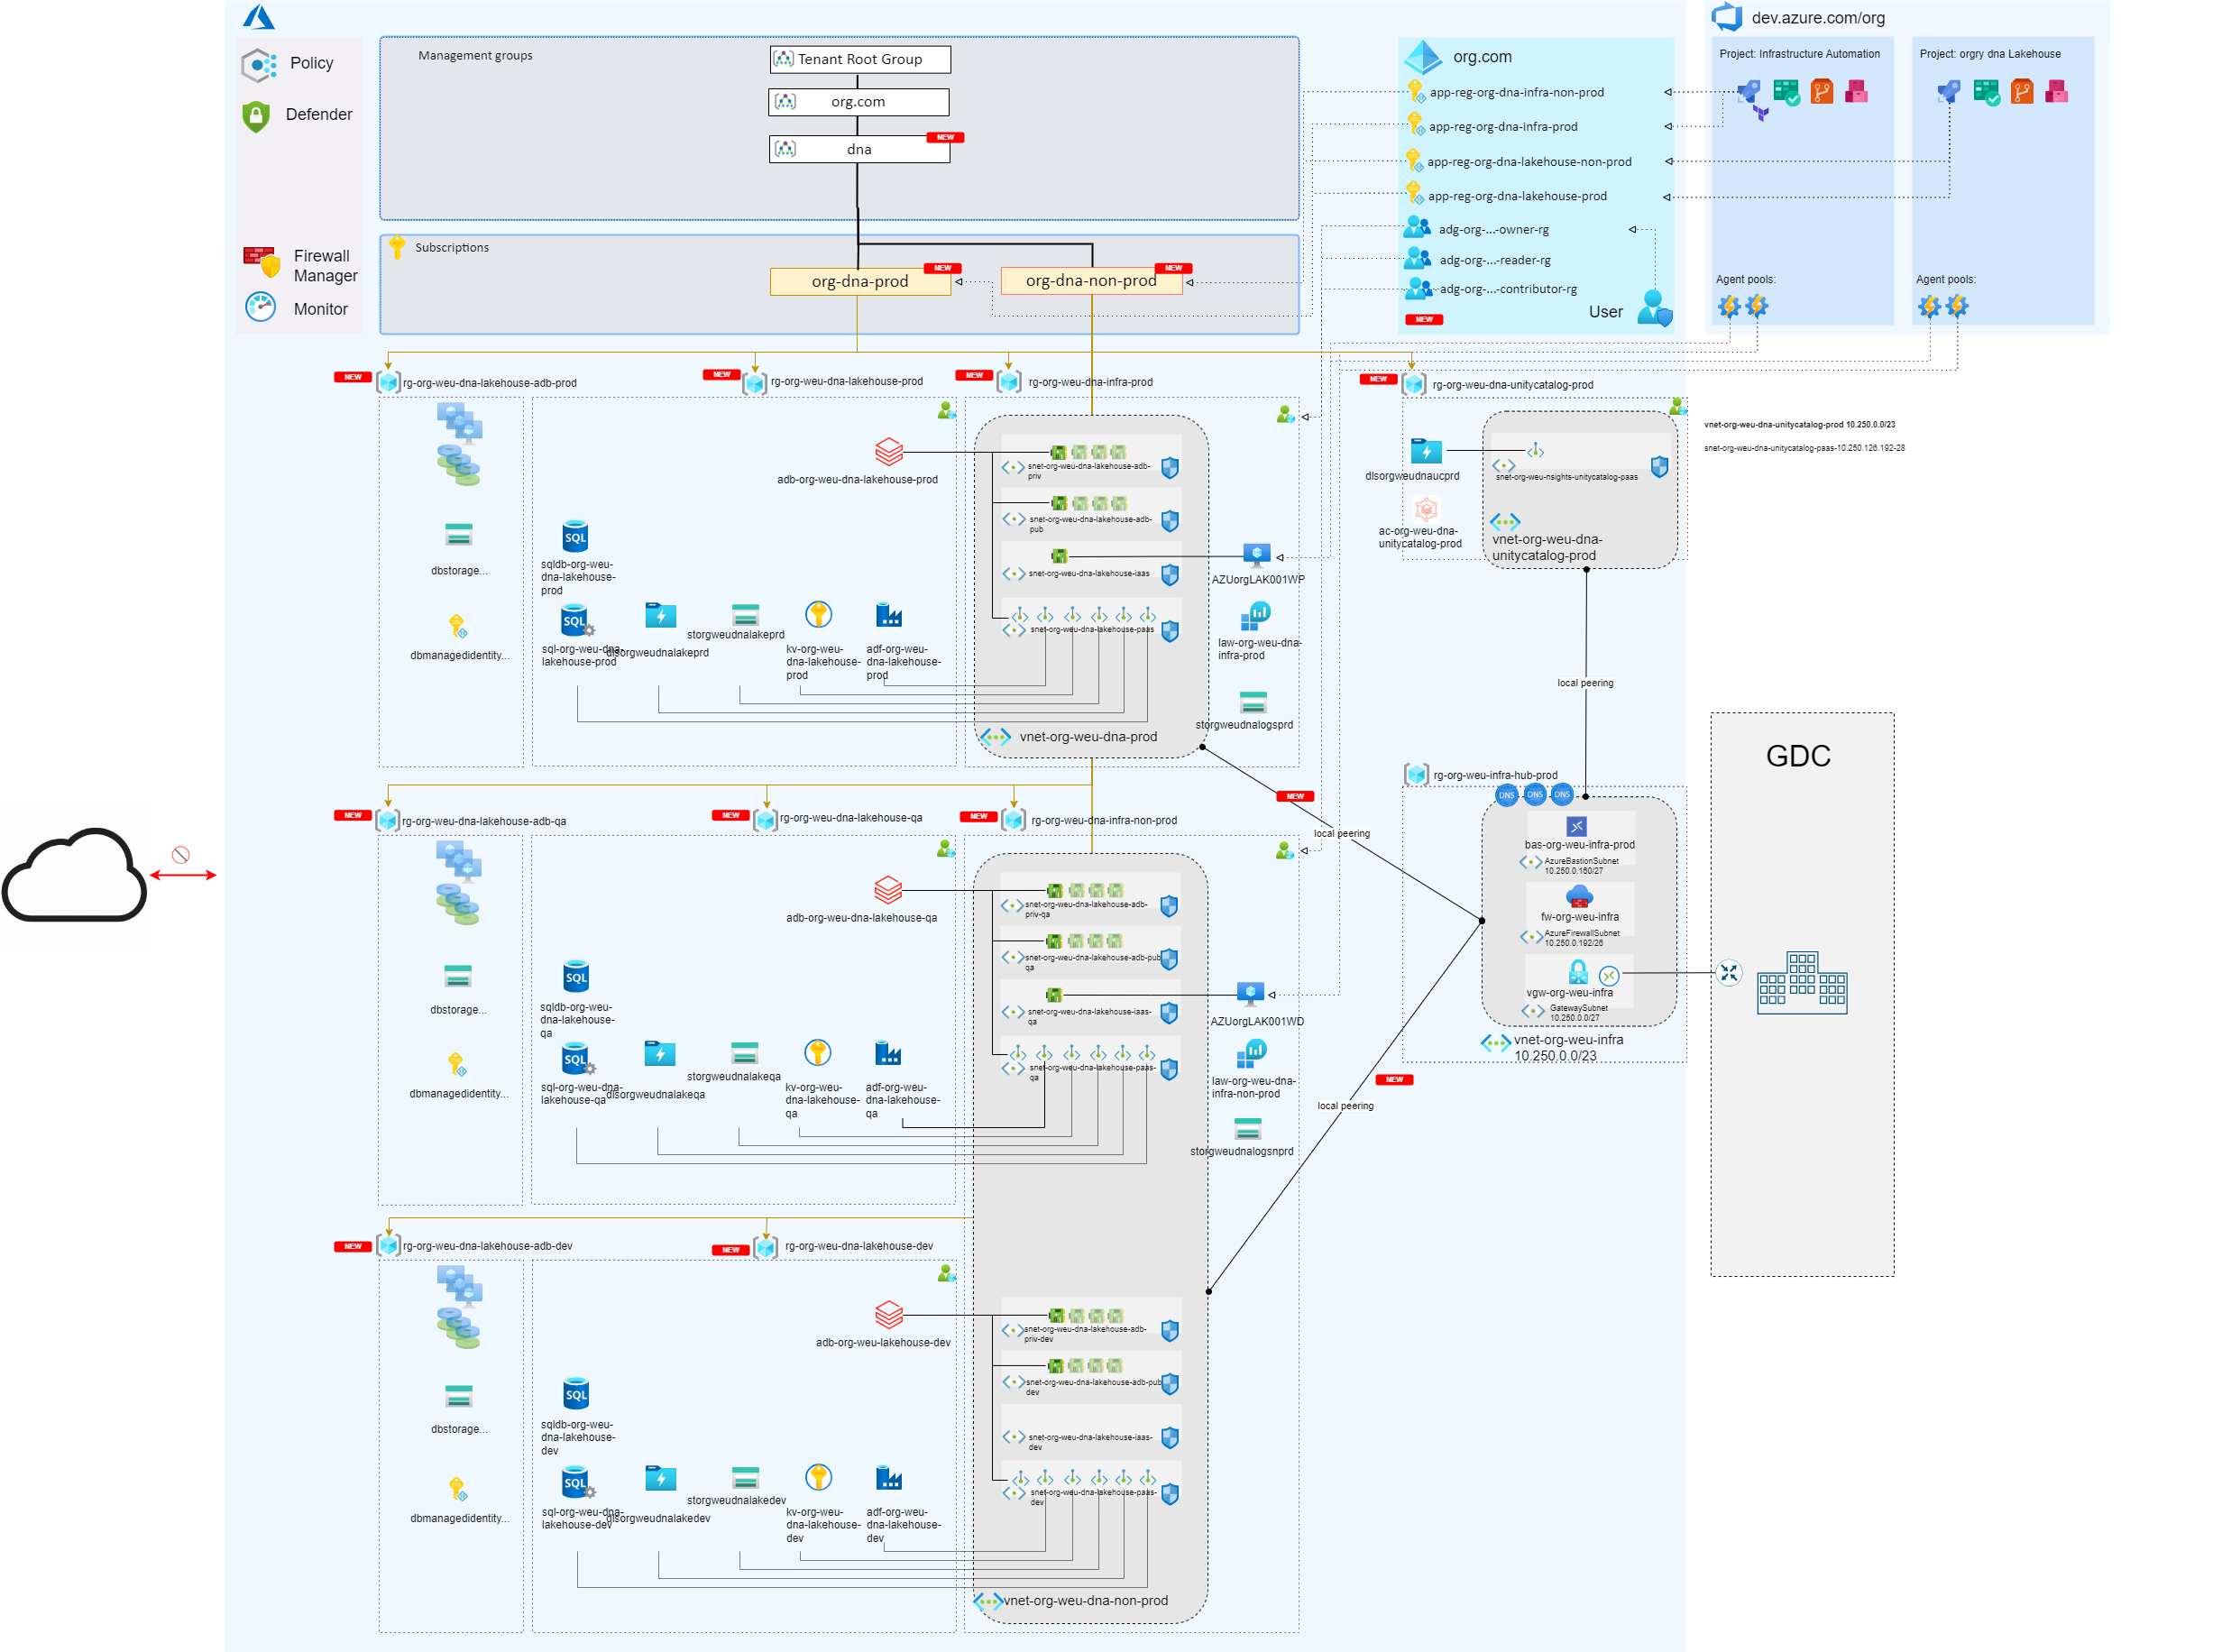 Policy
Defender
Firewall
Manager
Monitor
Management groups
Tenant Root Group
org.com
dna
NEW
Subscriptions
org-dna-prod
NEW
org-dna-non-prod
NEW
org.com
app-reg-org-dna-infra-non-prod
app-reg-org-dna-infra-prod
app-reg-org-dna-lakehouse-non-prod
app-reg-org-dna-lakehouse-prod
adg-org-...-owner-rg
adg-org-...-reader-rg
adg-org-...-contributor-rg
NEW
User
dev.azure.com/org
Project: Infrastructure Automation
Agent pools:
Project: orgry dna Lakehouse
Agent pools:
NEW
rg-org-weu-dna-lakehouse-adb-prod
NEW
rg-org-weu-dna-lakehouse-prod
NEW
rg-org-weu-dna-infra-prod
NEW
rg-org-weu-dna-unitycatalog-prod
dbstorage...
dbmanagedidentity...
adb-org-weu-dna-lakehouse-prod
SQL
sqldb-org-weu-
dna-lakehouse-
prod
SQL
sql-org-weu-dna-
lakehouse-prod
dlsorgweudnalakeprd
storgweudnalakeprd
kv-org-weu-
dna-lakehouse-
prod
adf-org-weu-
dna-lakehouse-
prod
snet-org-weu-dna-lakehouse-adb-
priv
snet-org-weu-dna-lakehouse-adb-
pub
snet-org-weu-dna-lakehouse-iaas
snet-org-weu-dna-lakehouse-paas
vnet-org-weu-dna-prod
AZUorgLAK001WP
law-org-weu-dna-
infra-prod
storgweudnalogsprd
dlsorgweudnaucprd
ac-org-weu-dna-
unitycatalog-prod
snet-org-weu-nsights-unitycatalog-paas
vnet-org-weu-dna-
unitycatalog-prod
vnet-org-weu-dna-unitycatalog-prod 10.250.0.0/23
snet-org-weu-dna-unitycatalog-paas-10.250.126.192-28
local peering
NEW
local peering
NEW
local peering
GDC
rg-org-weu-infra-hub-prod
DNS
DNS
DNS
bas-org-weu-infra-prod
AzureBastionSubnet
10.250.0.160/27
fw-org-weu-infra
AzureFirewallSubnet
10.250.0.192/26
vgw-org-weu-infra
GatewaySubnet
10.250.0.0/27
vnet-org-weu-infra
10.250.0.0/23
NEW
rg-org-weu-dna-lakehouse-adb-qa
NEW
rg-org-weu-dna-lakehouse-qa
NEW
rg-org-weu-dna-infra-non-prod
dbstorage...
dbmanagedidentity...
adb-org-weu-dna-lakehouse-qa
SQL
sqldb-org-weu-
dna-lakehouse-
qa
SQL
sql-org-weu-dna-
lakehouse-qa
dlsorgweudnalakeqa
storgweudnalakeqa
kv-org-weu-
dna-lakehouse-
qa
adf-org-weu-
dna-lakehouse-
qa
snet-org-weu-dna-lakehouse-adb-
priv-qa
snet-org-weu-dna-lakehouse-adb-pub
qa
snet-org-weu-dna-lakehouse-iaas-
qa
snet-org-weu-dna-lakehouse-paas-
qa
AZUorgLAK001WD
law-org-weu-dna-
infra-non-prod
storgweudnalogsnprd
NEW
rg-org-weu-dna-lakehouse-adb-dev
NEW
rg-org-weu-dna-lakehouse-dev
dbstorage...
dbmanagedidentity...
adb-org-weu-lakehouse-dev
SQL
sqldb-org-weu-
dna-lakehouse-
dev
SQL
sql-org-weu-dna-
lakehouse-dev
dlsorgweudnalakedev
storgweudnalakedev
kv-org-weu-
dna-lakehouse-
dev
adf-org-weu-
dna-lakehouse-
dev
snet-org-weu-dna-lakehouse-adb-
priv-dev
snet-org-weu-dna-lakehouse-adb-pub
dev
snet-org-weu-dna-lakehouse-iaas-
dev
snet-org-weu-dna-lakehouse-paas-
dev
vnet-org-weu-dna-non-prod